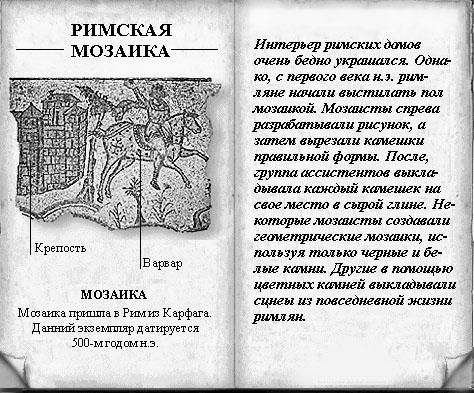 РИМСКАЯ
МОЗАИКА
Крепость
Варвар
МОЗАИКА
Мозаика пришла в Рим из Карфага.
Данний экземпляр датируется
500-м годом н.э.
Интерьер римских домов
очень бедно украшался. Одна-
ко, с первого века н.э. рим-
ляне начали выстилать пол
мозаикой. Мозаисты спрева
разрабатывали рисунок, а
затем вырезали камешки
правильной формы. После,
группа ассистентов выкла-
дывала каждый камешек на
свое место в сырой глине. Не-
которые мозаисты создавали
геометрические мозаики, ис-
пользуя только черные и бе-
лые камни. Другие в помощью
цветных камней выкладывали
сцнеы из повседневной жизни
римлян.